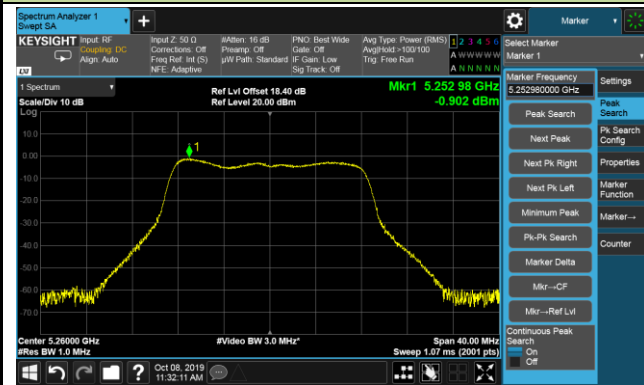 Spectrum Analyzer 1
Swept SA
Marker
KEYSIGHT
Input: RF
Coupling: DC
Align: Auto
Input Z: 50 Ω
Corrections: Off
Freq Ref: Int (S)
NFE: Adaptive
#Atten: 16 dB
Preamp: Off
µW Path: Standard
PNO: Best Wide
Gate: Off
IF Gain: Low
Sig Track: Off
Avg Type: Power (RMS)
Avg|Hold:>100/100
Trig: Free Run
1 2 3 4 5 6
A W W W W W
A N N N N N
LXI
Select Marker
Marker 1
1 Spectrum
Scale/Div 10 dB
Log
Ref Lvl Offset 18.40 dB
Ref Level 20.00 dBm
Mkr1 5.252 98 GHz
-0.902 dBm
10.0
0.00
-10.0
-20.0
-30.0
-40.0
-50.0
-60.0
-70.0
1
Center 5.26000 GHz
#Res BW 1.0 MHz
#Video BW 3.0 MHz*
Span 40.00 MHz
Sweep 1.07 ms (2001 pts)
Marker Frequency
5.252980000 GHz
Peak Search
Next Peak
Next Pk Right
Next Pk Left
Minimum Peak
Pk-Pk Search
Marker Delta
Mkr→CF
Mkr→Ref Lvl
Continuous Peak
Search
On
Off
Settings
Peak
Search
Pk Search
Config
Properties
Marker
Function
Marker→
Counter
?
Oct 08, 2019
11:32:11 AM